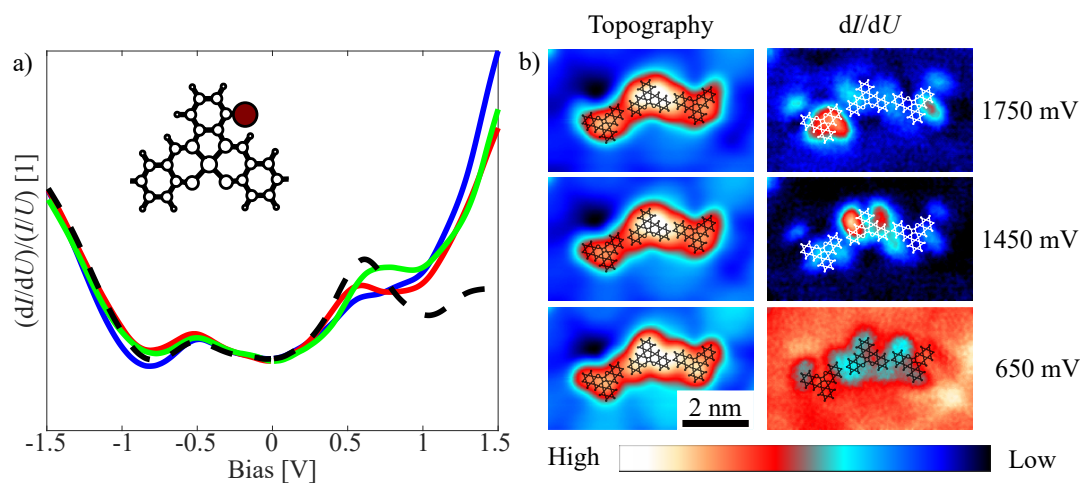 a)
(dI/dU)/(I/U) [1]
-1.5 -1 -0.5 0 0.5 1 1.5
Bias [V]
b)
Topography dI/dU
1750 mV
1450 mV
650 mV
2 nm
High Low